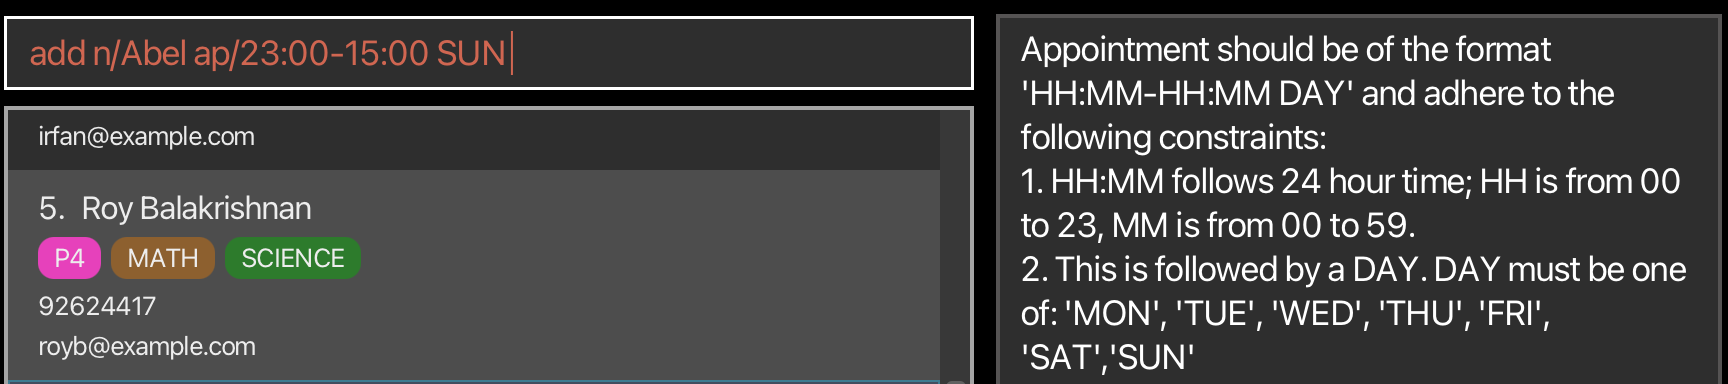 add n/Abel ap/23:00-15:00 SUN
irfan@example.com
5. Roy Balakrishnan
P4 MATH SCIENCE
92624417
royb@example.com
Appointment should be of the format
'HH:MM-HH:MM DAY' and adhere to the
following constraints:
1. HH:MM follows 24 hour time; HH is from 00
to 23, MM is from 00 to 59.
2. This is followed by a DAY. DAY must be one
of: 'MON', 'TUE', 'WED', 'THU', 'FRI',
'SAT','SUN'